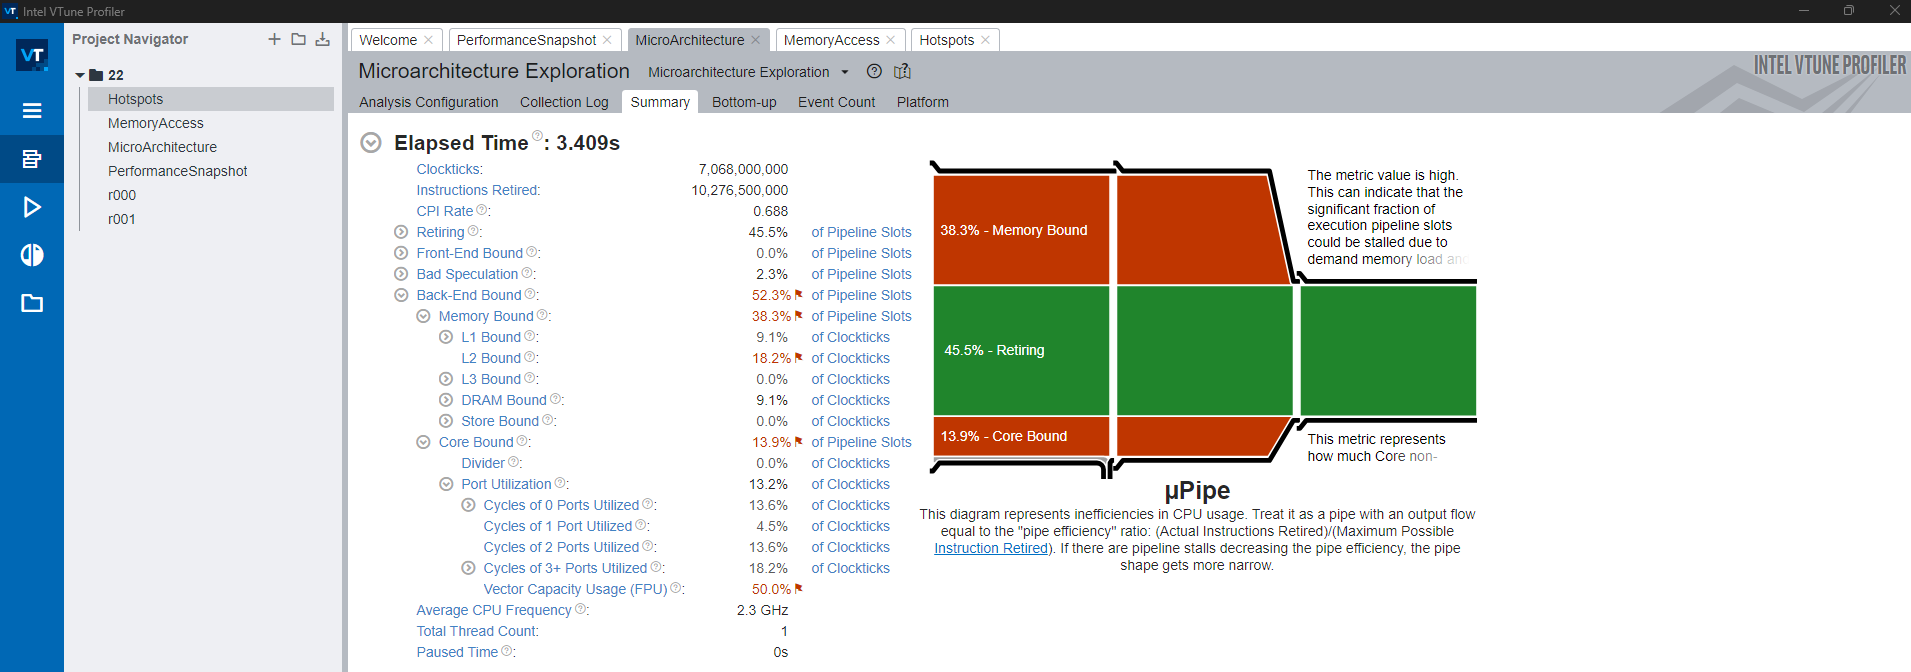 VT Intel VTune Profiler
Project Navigator
VT
22
Hotspots
MemoryAccess
MicroArchitecture
PerformanceSnapshot
r000
r001
Welcome
PerformanceSnapshot
MicroArchitecture
MemoryAccess
Hotspots
Microarchitecture Exploration Microarchitecture Exploration
INTEL VTUNE PROFILER
Analysis Configuration Collection Log Summary Bottom-up Event Count Platform
Elapsed Time ?: 3.409s
Clockticks: 7,068,000,000
Instructions Retired: 10,276,500,000
CPI Rate ?: 0.688
Retiring ?: 45.5% of Pipeline Slots
Front-End Bound ?: 0.0% of Pipeline Slots
Bad Speculation ?: 2.3% of Pipeline Slots
Back-End Bound ?: 52.3% of Pipeline Slots
Memory Bound ?: 38.3% of Pipeline Slots
L1 Bound ?: 9.1% of Clockticks
L2 Bound ?: 18.2% of Clockticks
L3 Bound ?: 0.0% of Clockticks
DRAM Bound ?: 9.1% of Clockticks
Store Bound ?: 0.0% of Clockticks
Core Bound ?: 13.9% of Pipeline Slots
Divider ?: 0.0% of Clockticks
Port Utilization ?: 13.2% of Clockticks
Cycles of 0 Ports Utilized ?: 13.6% of Clockticks
Cycles of 1 Port Utilized ?: 4.5% of Clockticks
Cycles of 2 Ports Utilized ?: 13.6% of Clockticks
Cycles of 3+ Ports Utilized ?: 18.2% of Clockticks
Vector Capacity Usage (FPU) ?: 50.0%
Average CPU Frequency ?: 2.3 GHz
Total Thread Count: 1
Paused Time ?: 0s
38.3% - Memory Bound
45.5% - Retiring
13.9% - Core Bound
The metric value is high.
This can indicate that the
significant fraction of
execution pipeline slots
could be stalled due to
demand memory load and
This metric represents
how much Core non-
µPipe
This diagram represents inefficiencies in CPU usage. Treat it as a pipe with an output flow
equal to the "pipe efficiency" ratio: (Actual Instructions Retired)/(Maximum Possible
Instruction Retired). If there are pipeline stalls decreasing the pipe efficiency, the pipe
shape gets more narrow.